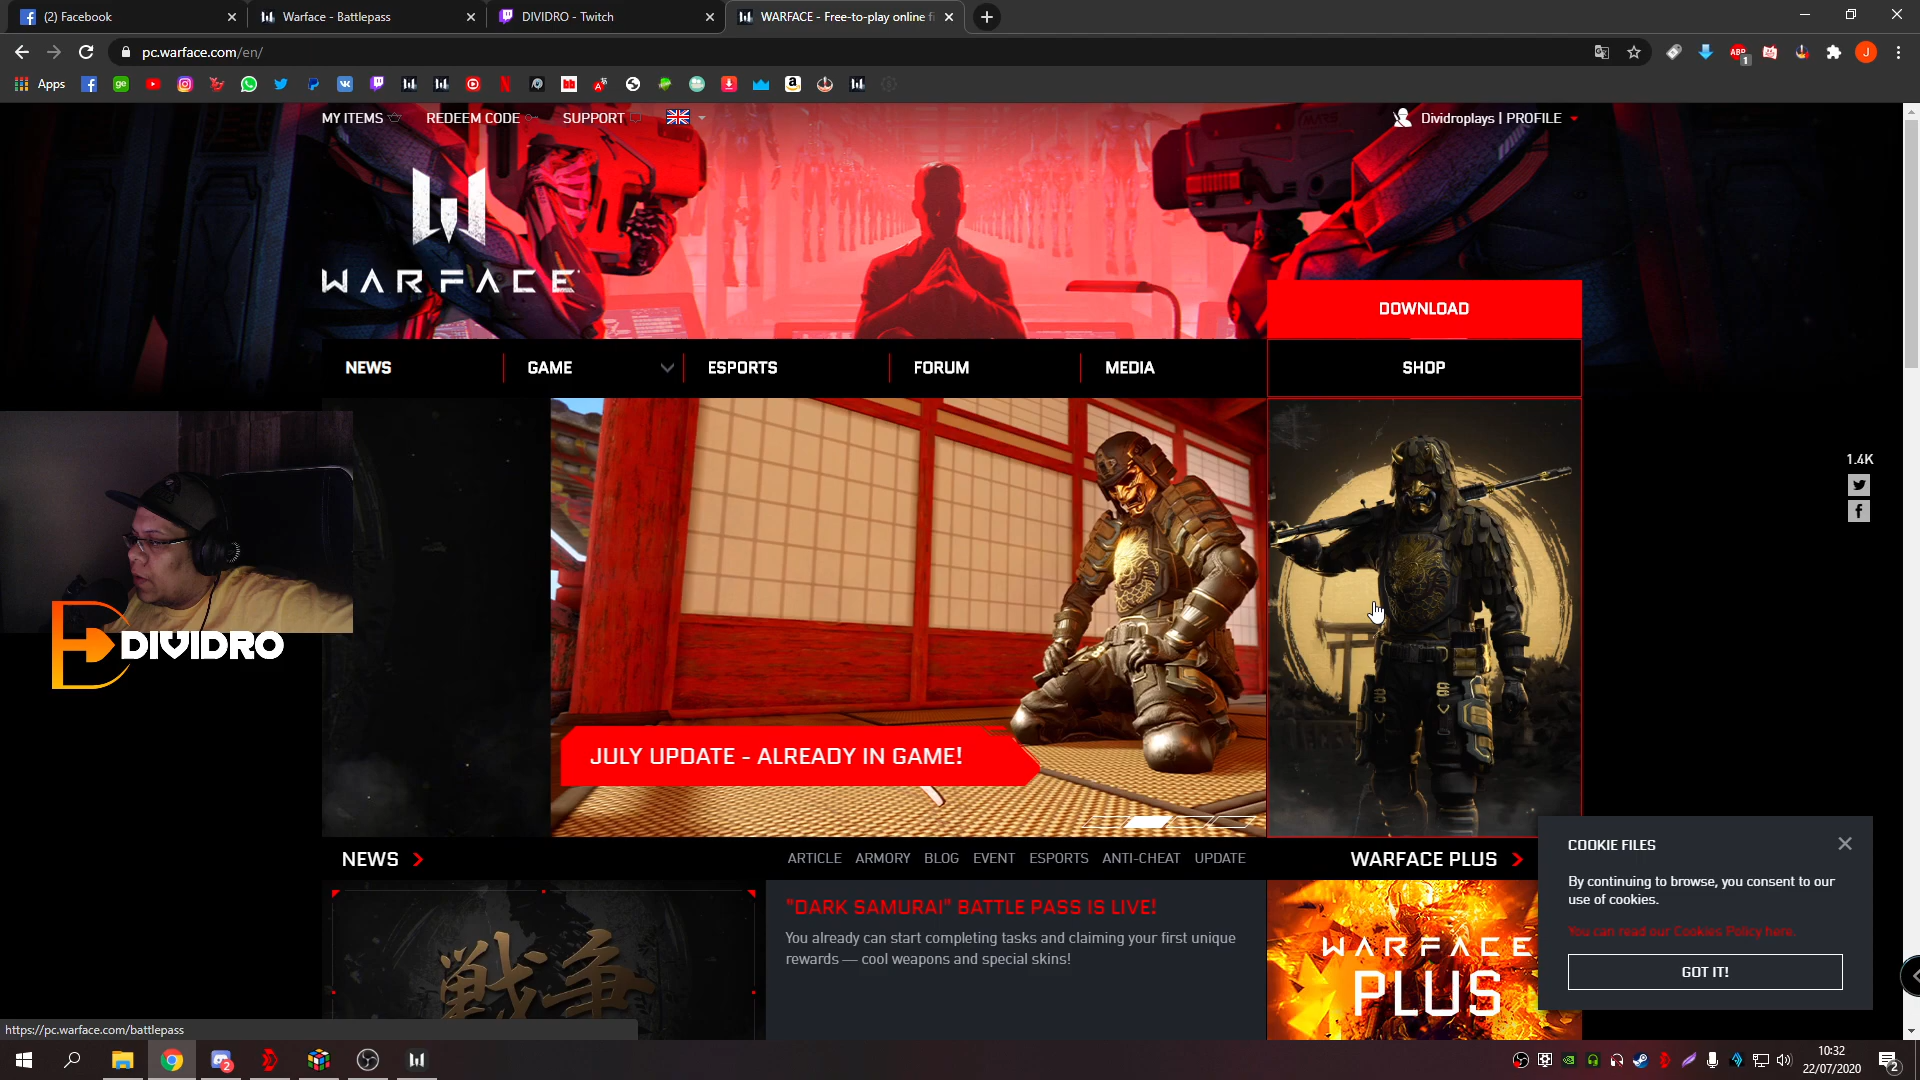 (2) Facebook
Warface - Battlepass
DIVIDRO - Twitch
WARFACE - Free-to-play online fi
pc.warface.com/en/
Apps
MY ITEMS
REDEEM CODE
SUPPORT
Dividroplays | PROFILE
WARFACE
DOWNLOAD
NEWS
GAME
ESPORTS
FORUM
MEDIA
SHOP
1.4K
DIVIDRO
JULY UPDATE - ALREADY IN GAME!
NEWS
ARTICLE
ARMORY
BLOG
EVENT
ESPORTS
ANTI-CHEAT
UPDATE
WARFACE PLUS
COOKIE FILES
By continuing to browse, you consent to our
use of cookies.
You can read our Cookies Policy here.
GOT IT!
"DARK SAMURAI" BATTLE PASS IS LIVE!
You already can start completing tasks and claiming your first unique
rewards — cool weapons and special skins!
戦争
WARFACE
PLUS
https://pc.warface.com/battlepass
10:32
22/07/2020